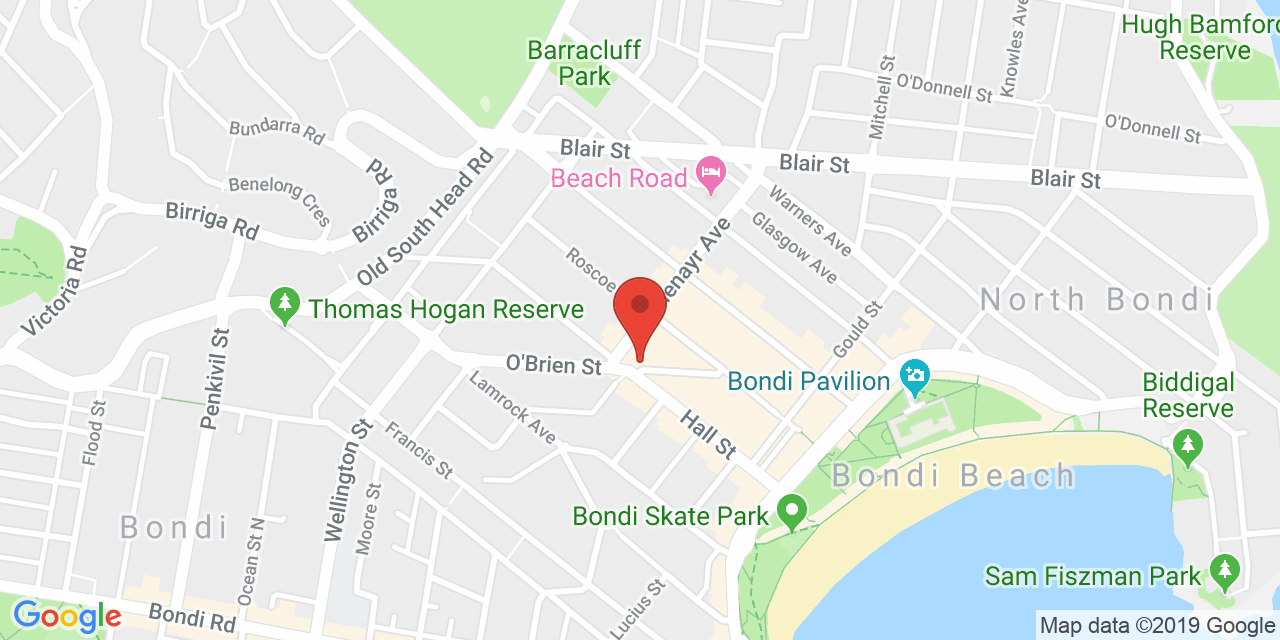 Hugh Bamford
Reserve
Knowles Ave
Barracluff
Park
Mitchell St
O'Donnell St
O'Donnell St
Bundarra Rd
Blair St
Blair St
Blair St
Beach Road
Birriga Rd
Benelong Cres
Birriga Rd
Old South Head Rd
Warners Ave
Glasgow Ave
Roscoe
enayr Ave
Victoria Rd
Thomas Hogan Reserve
North Bondi
Gould St
Penkivil St
O'Brien St
Lamrock Ave
Bondi Pavilion
Biddigal
Reserve
Flood St
Francis St
Hall St
Wellington St
Bondi Beach
Moore St
Bondi
Ocean St N
Bondi Skate Park
Sam Fiszman Park
Lucius St
Bondi Rd
Google
Map data ©2019 Google